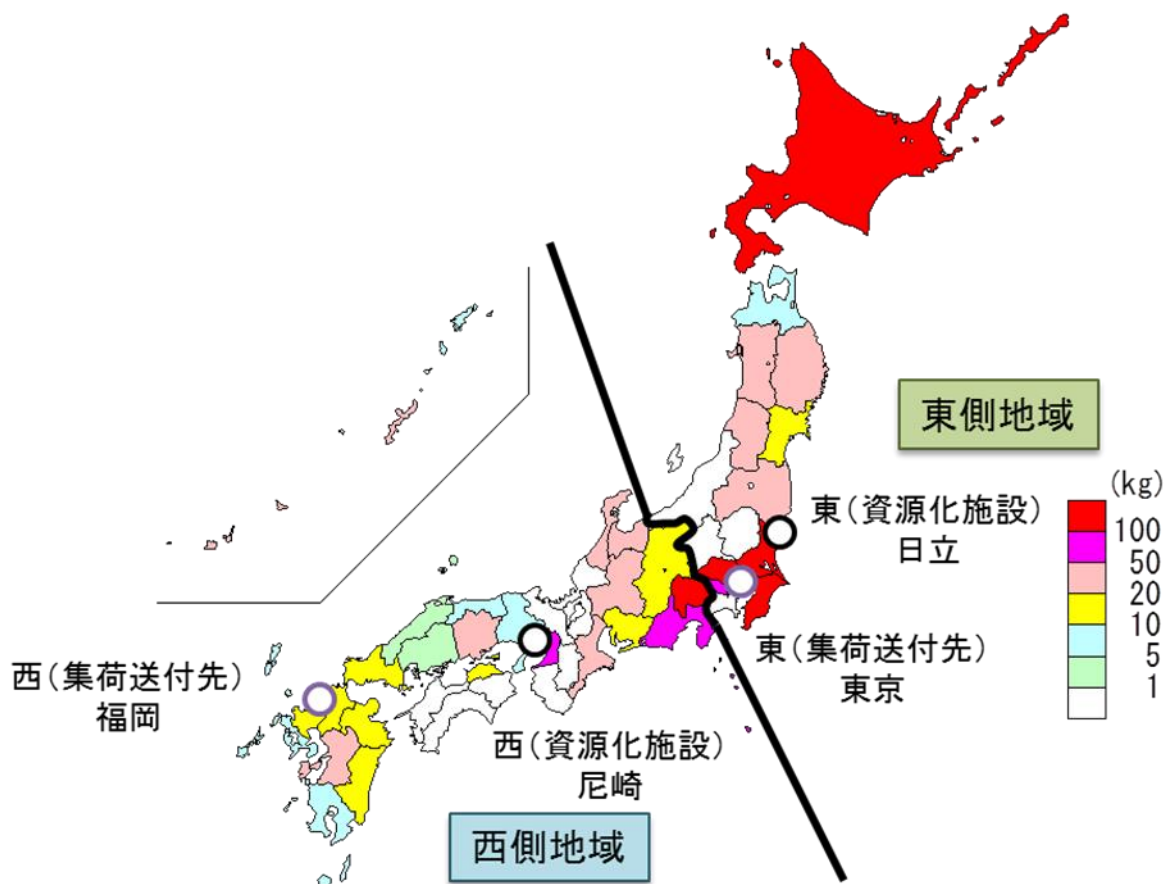 東側地域
(kg)
100
50
20
10
5
1
東(資源化施設)
日立
東(集荷送付先)
東京
西(集荷送付先)
福岡
西(資源化施設)
尼崎
西側地域